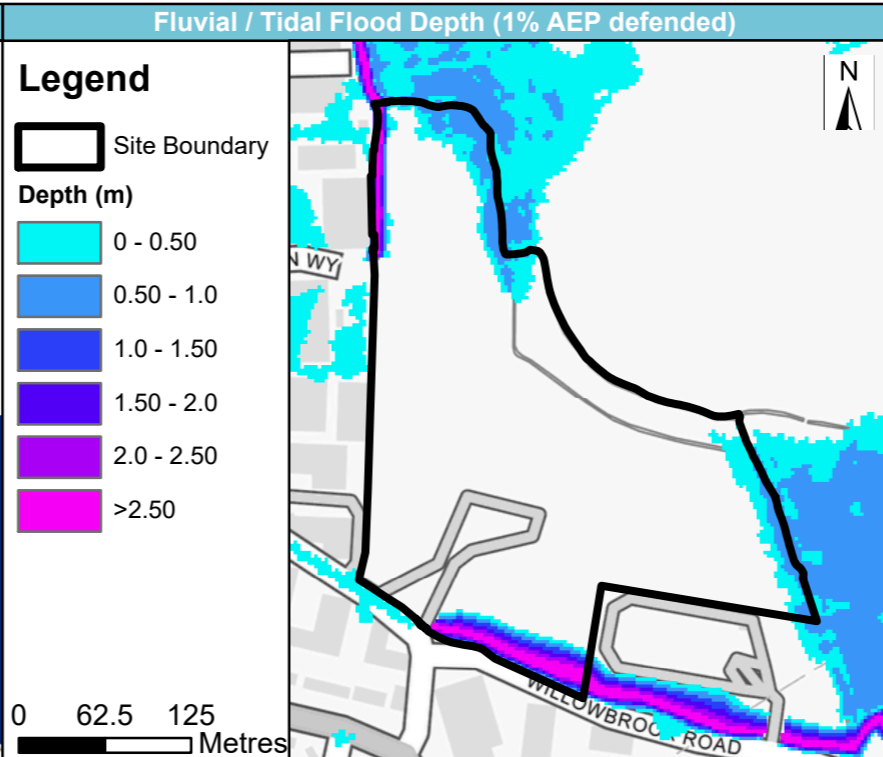 Fluvial / Tidal Flood Depth (1% AEP defended)
Legend
Site Boundary
Depth (m)
0 - 0.50
0.50 - 1.0
1.0 - 1.50
1.50 - 2.0
2.0 - 2.50
>2.50
0 62.5 125
Metres
N
N WY
WILLOWBROOK ROAD